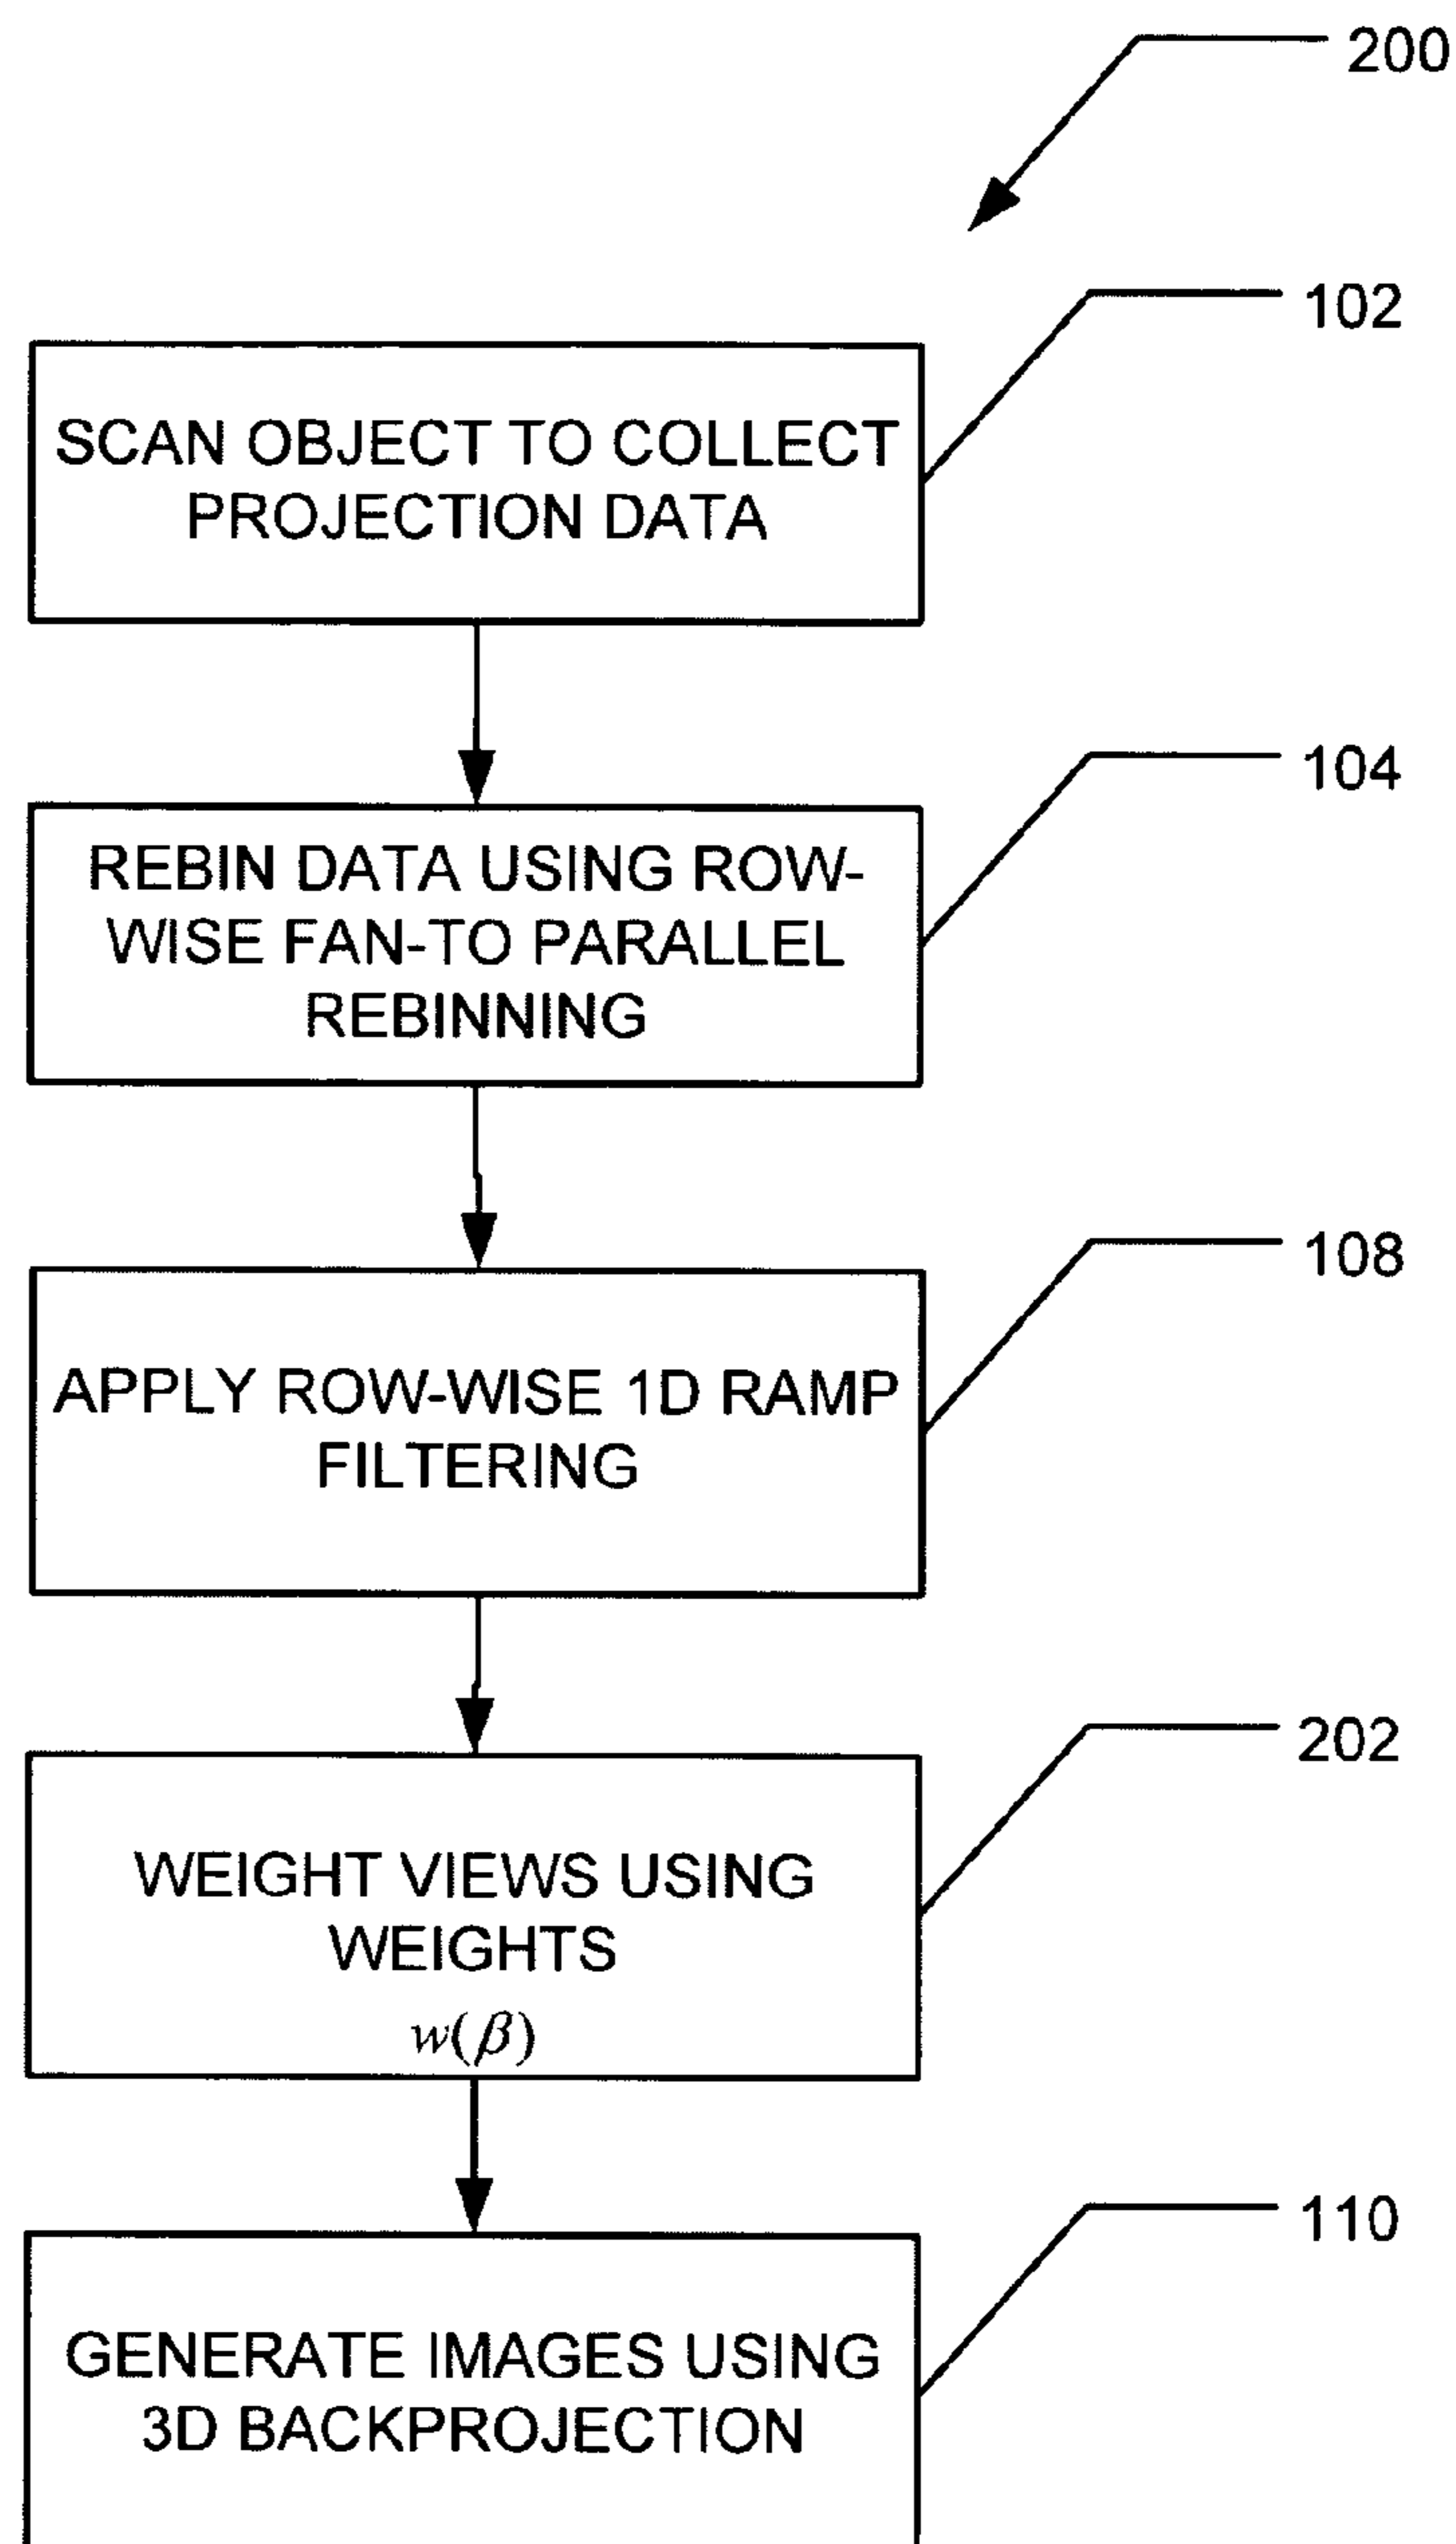 200
102
SCAN OBJECT TO COLLECT
PROJECTION DATA
104
REBIN DATA USING ROW-
WISE FAN-TO PARALLEL
REBINNING
108
APPLY ROW-WISE 1D RAMP
FILTERING
202
WEIGHT VIEWS USING
WEIGHTS
w(β)
110
GENERATE IMAGES USING
3D BACKPROJECTION